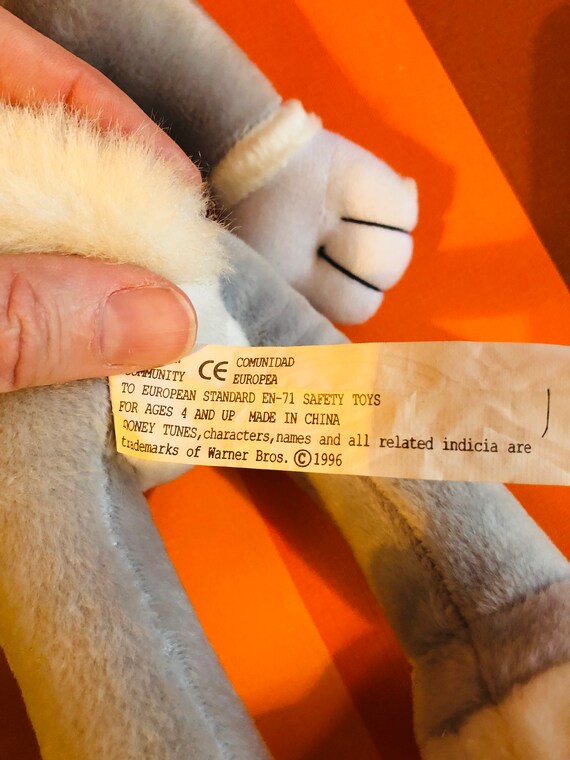 CE COMUNIDAD
COMMUNITY EUROPEA
TO EUROPEAN STANDARD EN-71 SAFETY TOYS
FOR AGES 4 AND UP MADE IN CHINA
OONEY TUNES,characters,names and all related indicia are
trademarks of Warner Bros. ©1996